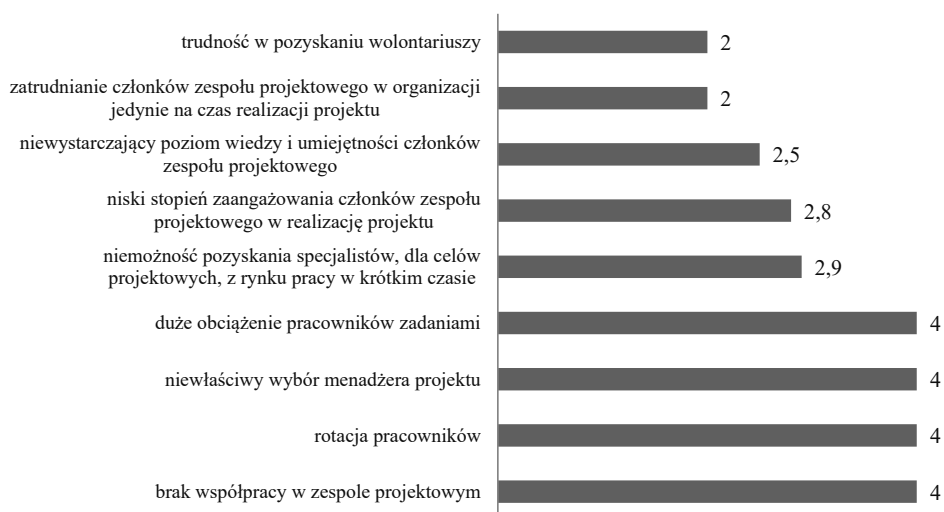 trudność w pozyskaniu wolontariuszy 2
zatrudnianie członków zespołu projektowego w organizacji
jedynie na czas realizacji projektu 2
niewystarczający poziom wiedzy i umiejętności członków
zespołu projektowego 2,5
niski stopień zaangażowania członków zespołu
projektowego w realizację projektu 2,8
niemożność pozyskania specjalistów, dla celów
projektowych, z rynku pracy w krótkim czasie 2,9
duże obciążenie pracowników zadaniami 4
niewłaściwy wybór menadżera projektu 4
rotacja pracowników 4
brak współpracy w zespole projektowym 4